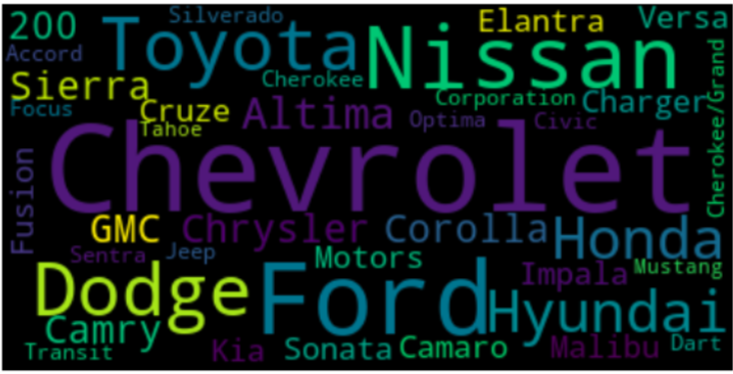 200
Toyota
Silverado
Nissan
Elantra
Versa
Accord
Sierra
Cherokee
Focus
Cruze
Altima
Corporation
Charger
Tahoe
Optima
Civic
Cherokee/Grand
Chevrolet
Fusion
GMC
Chrysler
Corolla
Honda
Sentra
Jeep
Motors
Impala
Mustang
Dodge
Ford
Hyundai
Camry
Transit
Kia
Sonata
Camaro
Malibu
Dart